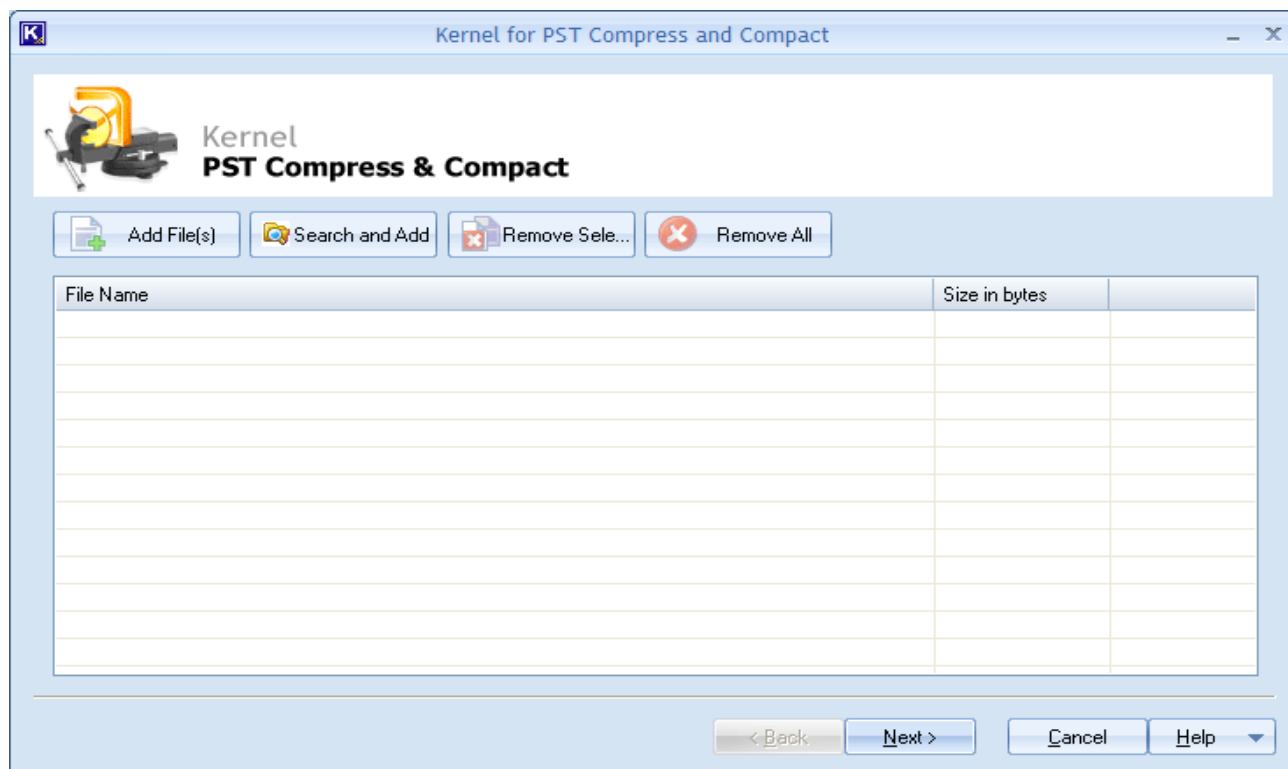 Kernel for PST Compress and Compact
Kernel
PST Compress & Compact
Add File(s) Search and Add Remove Sele... Remove All
File Name Size in bytes
< Back Next > Cancel Help